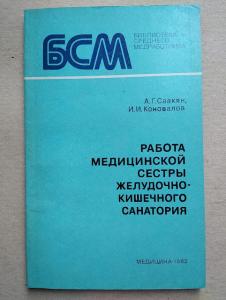 БСМ
БИБЛИОТЕКА
СРЕДНЕГО
МЕДРАБОТНИКА
А.Г. Саакян,
И.И. Коновалов
РАБОТА
МЕДИЦИНСКОЙ
СЕСТРЫ
ЖЕЛУДОЧНО-
КИШЕЧНОГО
САНАТОРИЯ
МЕДИЦИНА·1982